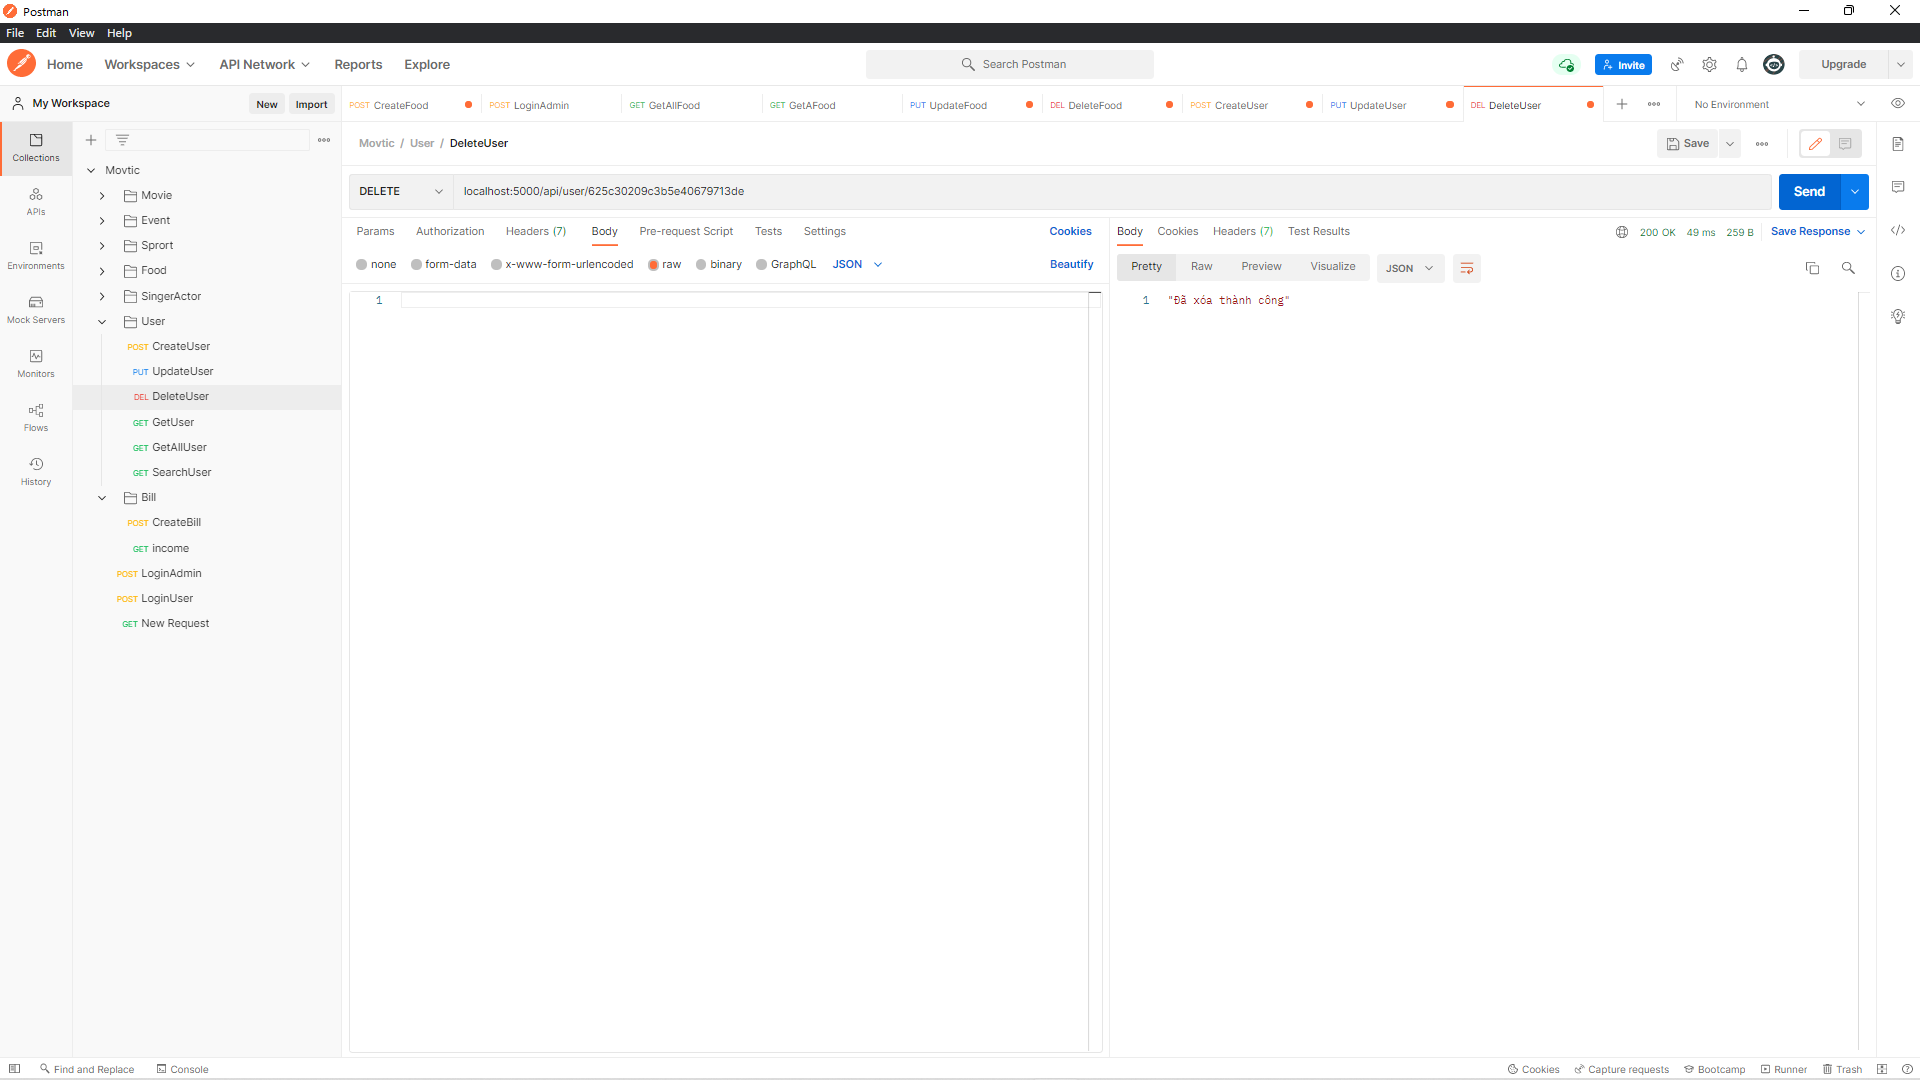 Postman
File Edit View Help
Home Workspaces API Network Reports Explore Search Postman Invite Upgrade
My Workspace New Import
POST CreateFood POST LoginAdmin GET GetAllFood GET GetAFood PUT UpdateFood DEL DeleteFood POST CreateUser PUT UpdateUser DEL DeleteUser No Environment
Collections
APIs
Environments
Mock Servers
Monitors
Flows
History
Movtic
Movie
Event
Sprort
Food
SingerActor
User
POST CreateUser
PUT UpdateUser
DEL DeleteUser
GET GetUser
GET GetAllUser
GET SearchUser
Bill
POST CreateBill
GET income
POST LoginAdmin
POST LoginUser
GET New Request
Movtic / User / DeleteUser Save
DELETE localhost:5000/api/user/625c30209c3b5e40679713de Send
Params Authorization Headers (7) Body Pre-request Script Tests Settings Cookies
none form-data x-www-form-urlencoded raw binary GraphQL JSON Beautify
1
Body Cookies Headers (7) Test Results 200 OK 49 ms 259 B Save Response
Pretty Raw Preview Visualize JSON
1 "Đã xóa thành công"
Find and Replace Console Cookies Capture requests Bootcamp Runner Trash